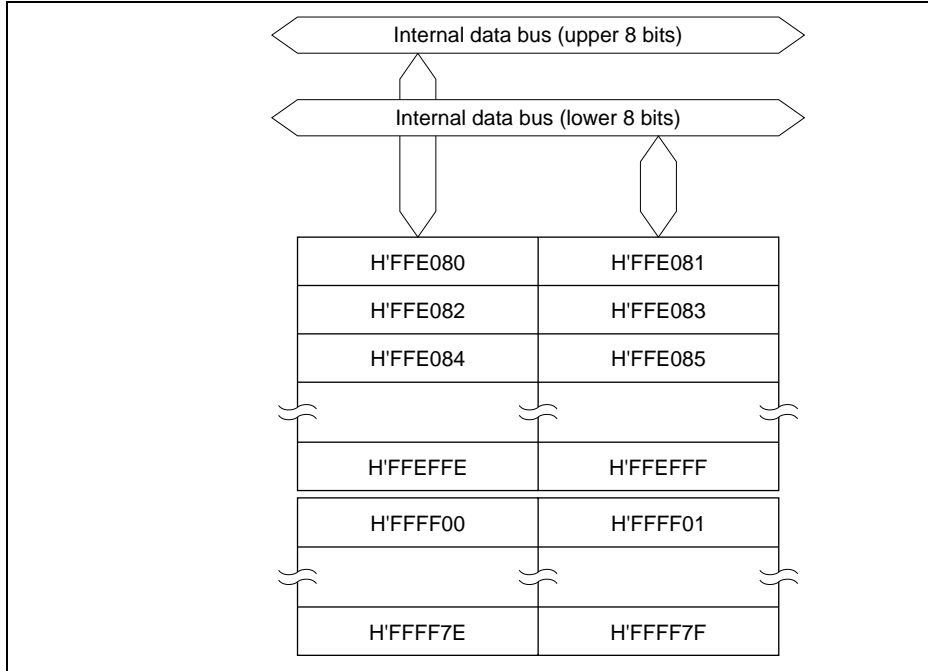 Internal data bus (upper 8 bits)
Internal data bus (lower 8 bits)
H'FFE080 H'FFE081
H'FFE082 H'FFE083
H'FFE084 H'FFE085
H'FFEFFE H'FFEFFF
H'FFFF00 H'FFFF01
H'FFFF7E H'FFFF7F